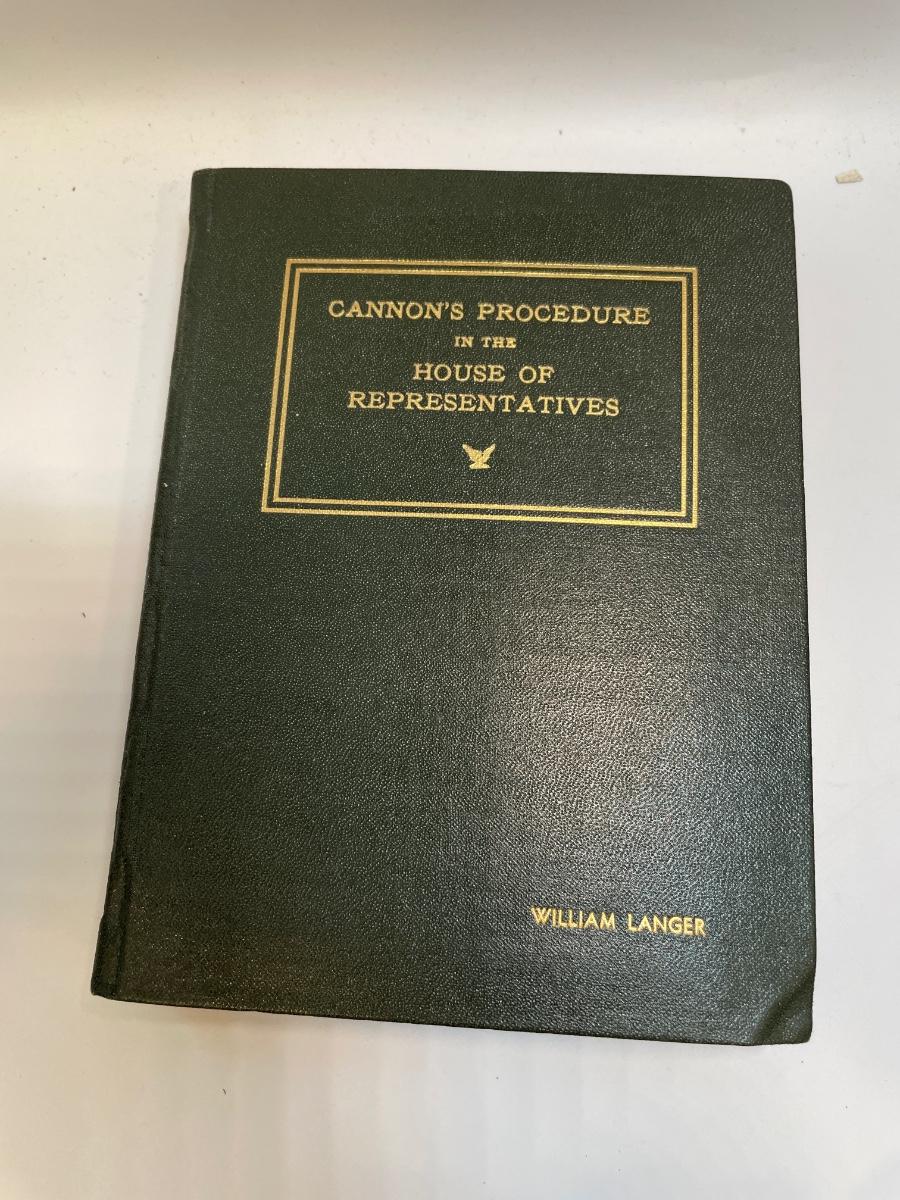 CANNON'S PROCEDURE
IN THE
HOUSE OF
REPRESENTATIVES
WILLIAM LANGER